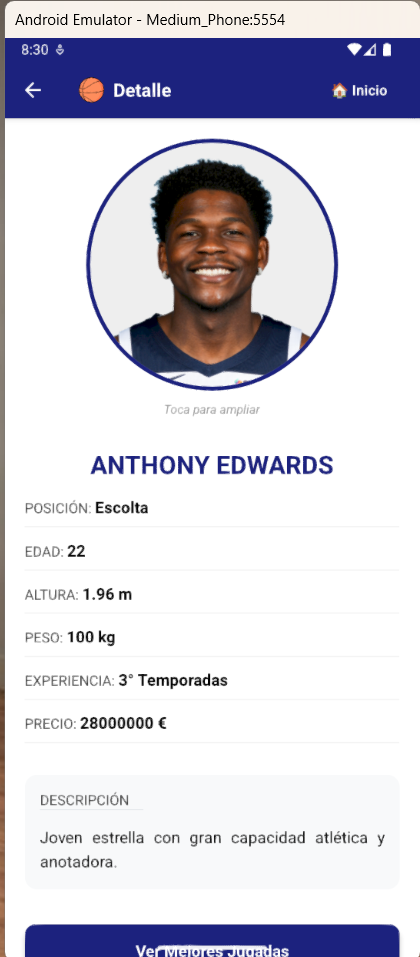 Android Emulator - Medium_Phone:5554
8:30
Detalle
Inicio
Toca para ampliar
ANTHONY EDWARDS
POSICIÓN: Escolta
EDAD: 22
ALTURA: 1.96 m
PESO: 100 kg
EXPERIENCIA: 3° Temporadas
PRECIO: 28000000 €
DESCRIPCIÓN
Joven estrella con gran capacidad atlética y
anotadora.
Ver Mejores Jugadas